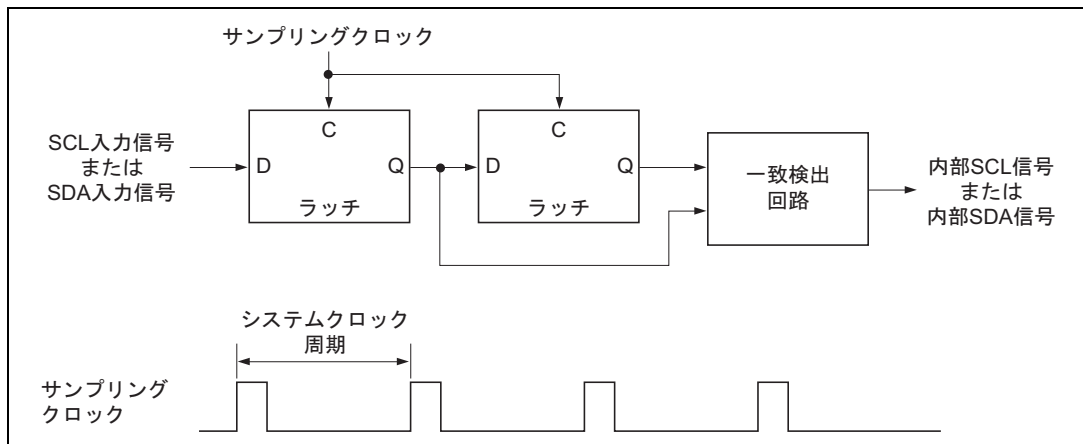 サンプリングクロック
SCL入力信号
または
SDA入力信号
D
C
Q
ラッチ
D
C
Q
ラッチ
一致検出
回路
内部SCL信号
または
内部SDA信号
システムクロック
周期
サンプリング
クロック